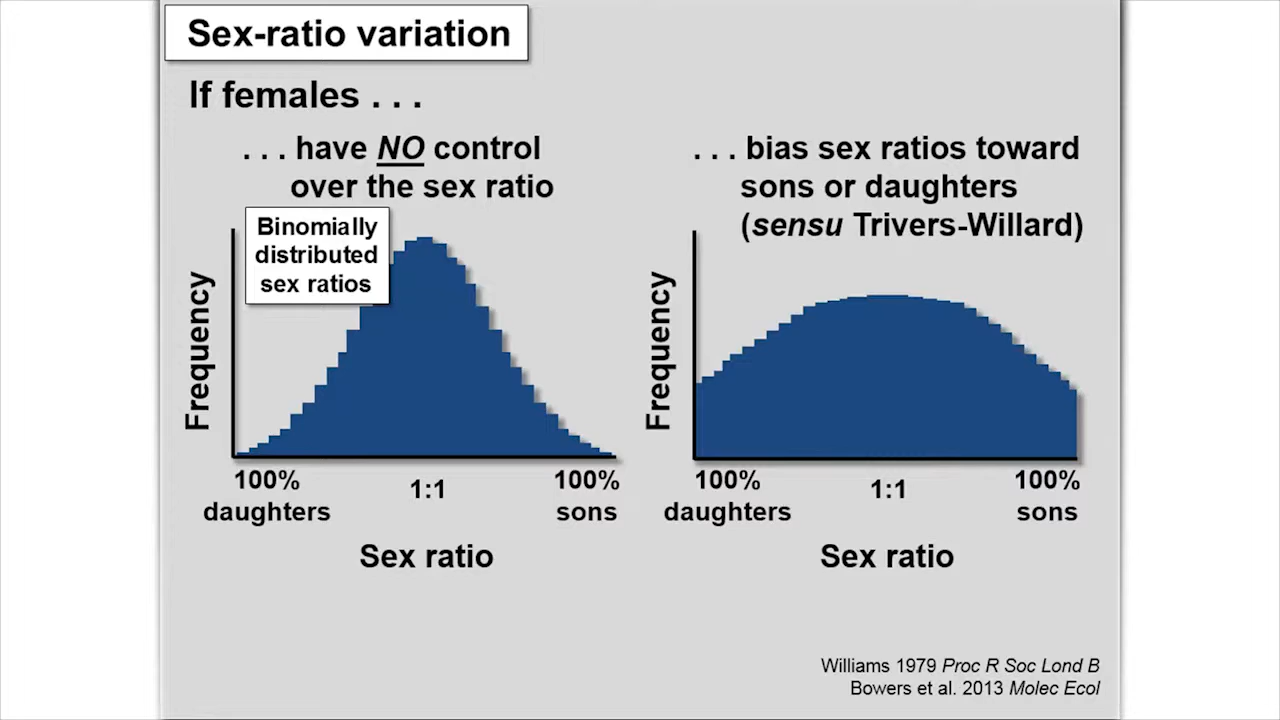 Sex-ratio variation
If females . . .
. . . have NO control
over the sex ratio
Binomially
distributed
sex ratios
Frequency
100%
daughters
1:1
100%
sons
Sex ratio
. . . bias sex ratios toward
sons or daughters
(sensu Trivers-Willard)
Frequency
100%
daughters
1:1
100%
sons
Sex ratio
Williams 1979 Proc R Soc Lond B
Bowers et al. 2013 Molec Ecol